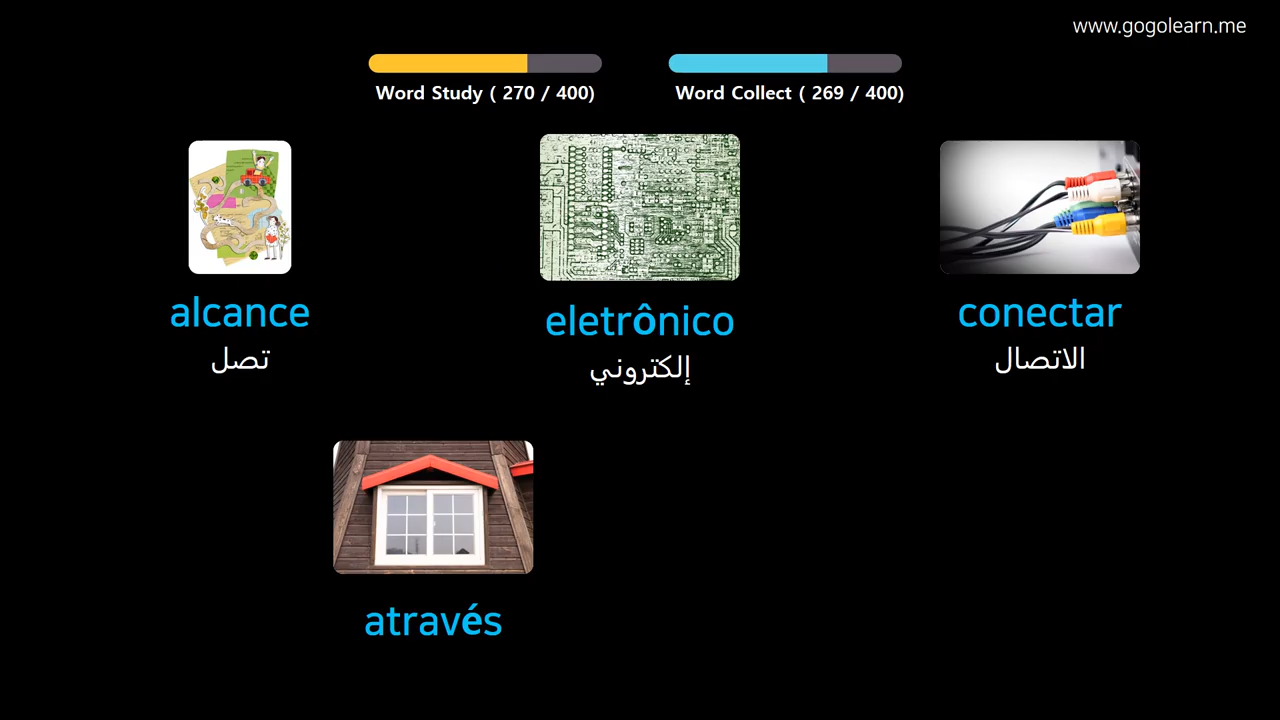 www.gogolearn.me
Word Study ( 270 / 400)
Word Collect ( 269 / 400)
alcance
تصل
eletrônico
إلكتروني
conectar
الاتصال
através